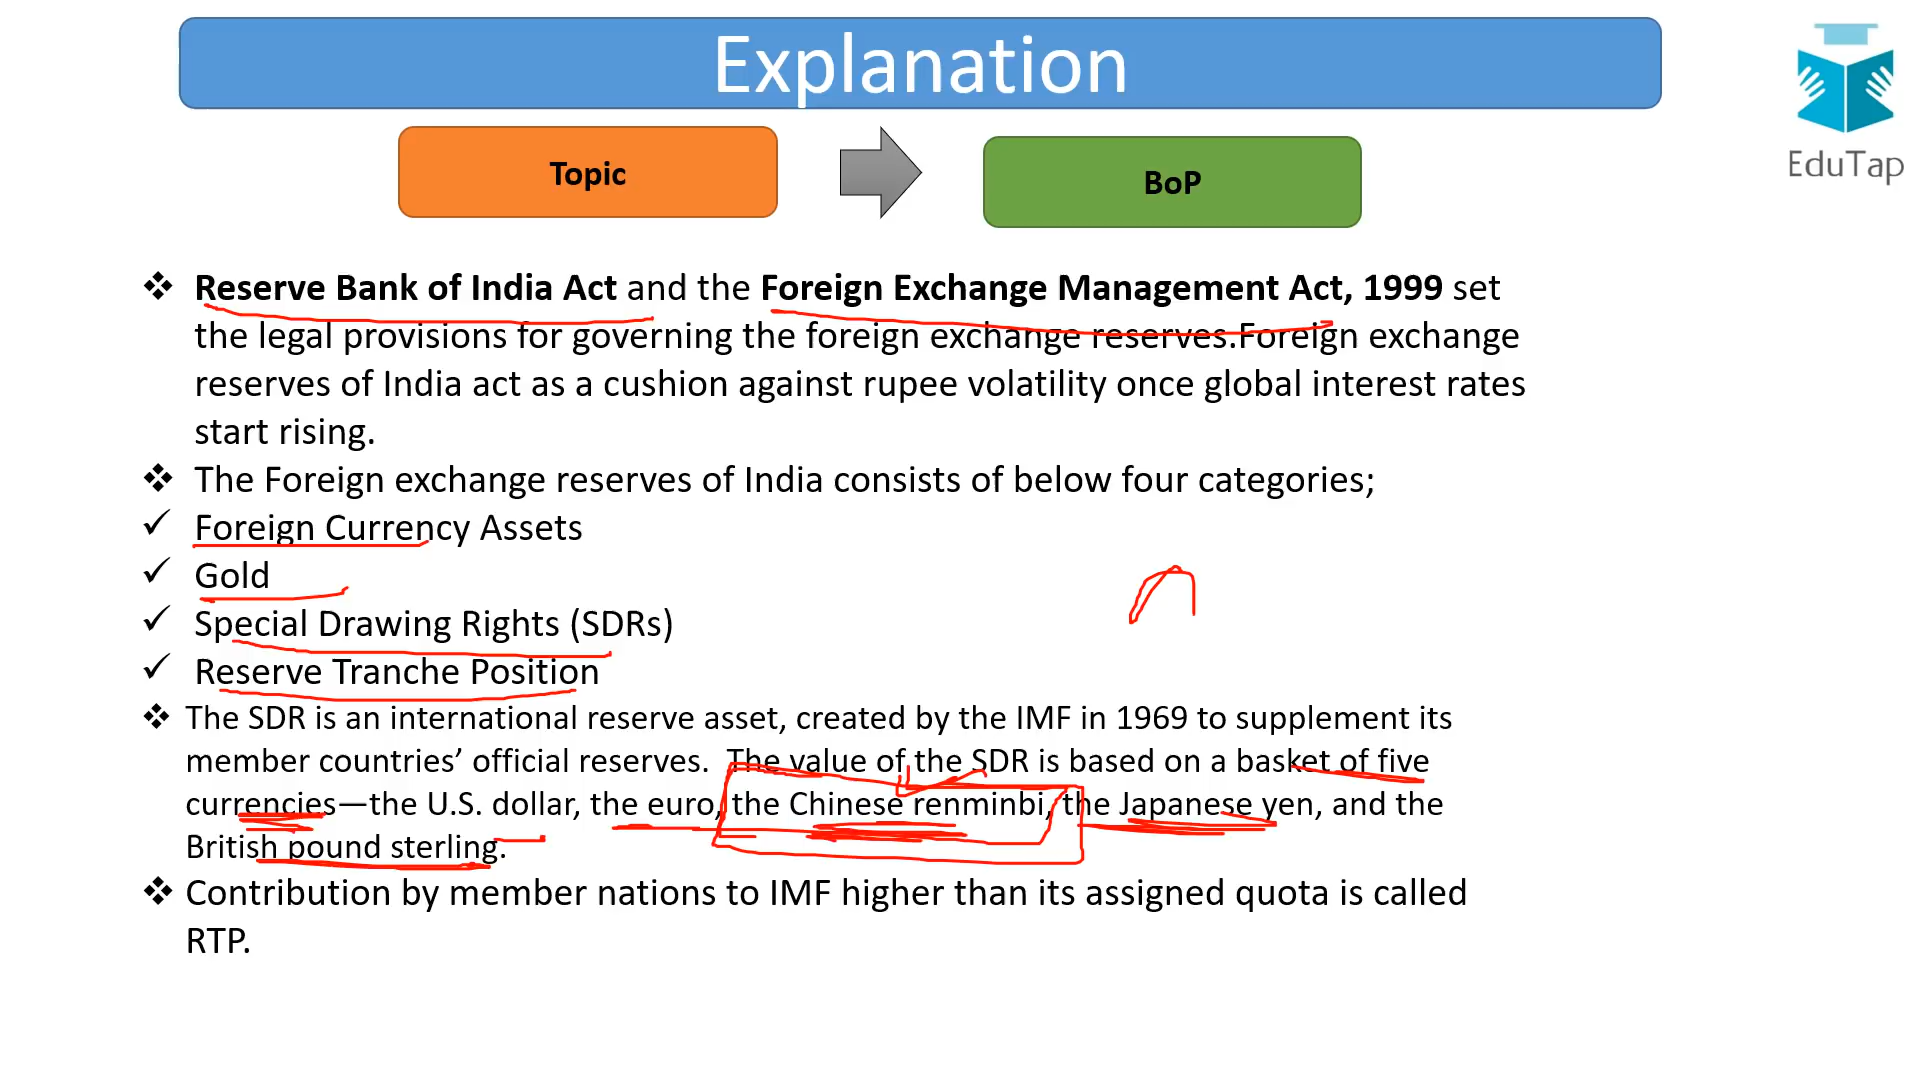 Explanation
EduTap
Topic
BoP
Reserve Bank of India Act and the Foreign Exchange Management Act, 1999 set
the legal provisions for governing the foreign exchange reserves.Foreign exchange
reserves of India act as a cushion against rupee volatility once global interest rates
start rising.
The Foreign exchange reserves of India consists of below four categories;
Foreign Currency Assets
Gold
Special Drawing Rights (SDRs)
Reserve Tranche Position
The SDR is an international reserve asset, created by the IMF in 1969 to supplement its
member countries’ official reserves. The value of the SDR is based on a basket of five
currencies—the U.S. dollar, the euro, the Chinese renminbi, the Japanese yen, and the
British pound sterling.
Contribution by member nations to IMF higher than its assigned quota is called
RTP.